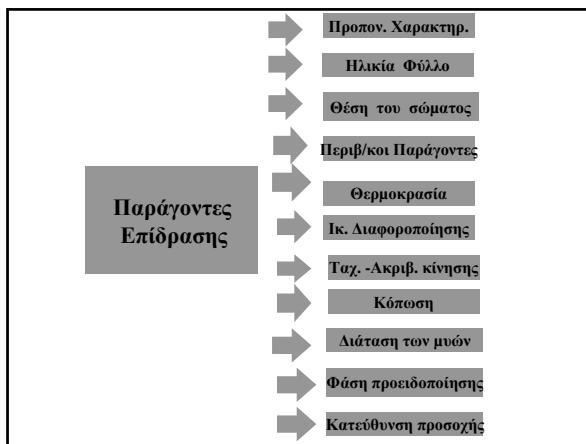 Προπον. Χαρακτηρ.
Ηλικία Φύλλο
Θέση του σώματος
Περιβ/κοι Παράγοντες
Παράγοντες
Επίδρασης
Θερμοκρασία
Ικ. Διαφοροποίησης
Ταχ. -Ακριβ. κίνησης
Κόπωση
Διάταση των μυών
Φάση προειδοποίησης
Κατεύθυνση προσοχής